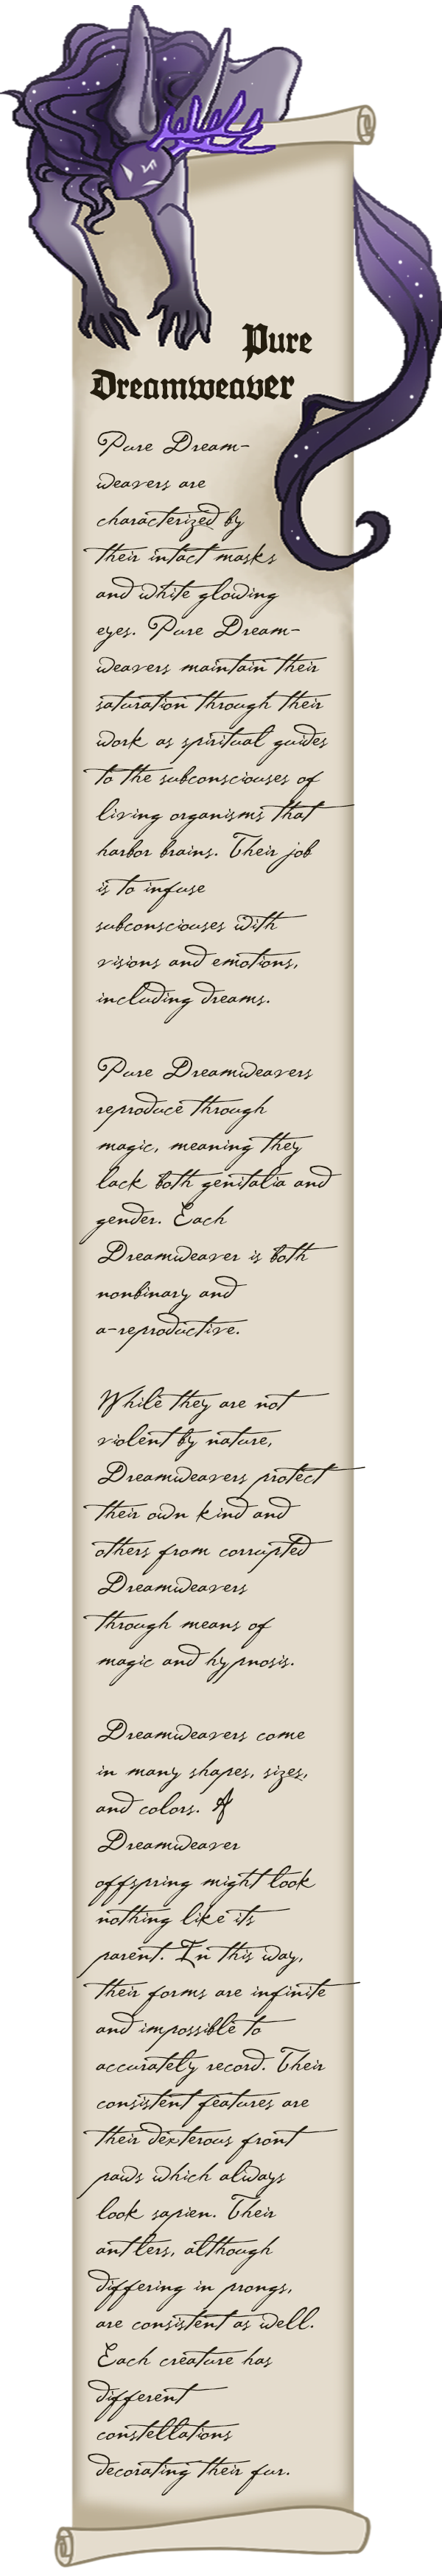 Pure
Dreamweaver
Pure Dream-
weavers are
characterized by
their intact masks
and white glowing
eyes. Pure Dream-
weavers maintain their
saturation through their
work as spiritual guides
to the subconsciouses of
living organisms that
harbor brains. Their job
is to infuse
subconsciouses with
visions and emotions,
including dreams.
Pure Dreamweavers
reproduce through
magic, meaning they
lack both genitalia and
gender. Each
Dreamweaver is both
nonbinary and
a-reproductive.
While they are not
violent by nature,
Dreamweavers protect
their own kind and
others from corrupted
Dreamweavers
through means of
magic and hypnosis.
Dreamweavers come
in many shapes, sizes,
and colors. A
Dreamweaver
offspring might look
nothing like its
parent. In this way,
their forms are infinite
and impossible to
accurately record. Their
consistent features are
their dexterous front
paws which always
look sapien. Their
antlers, although
differing in prongs,
are consistent as well.
Each creature has
different
constellations
decorating their fur.